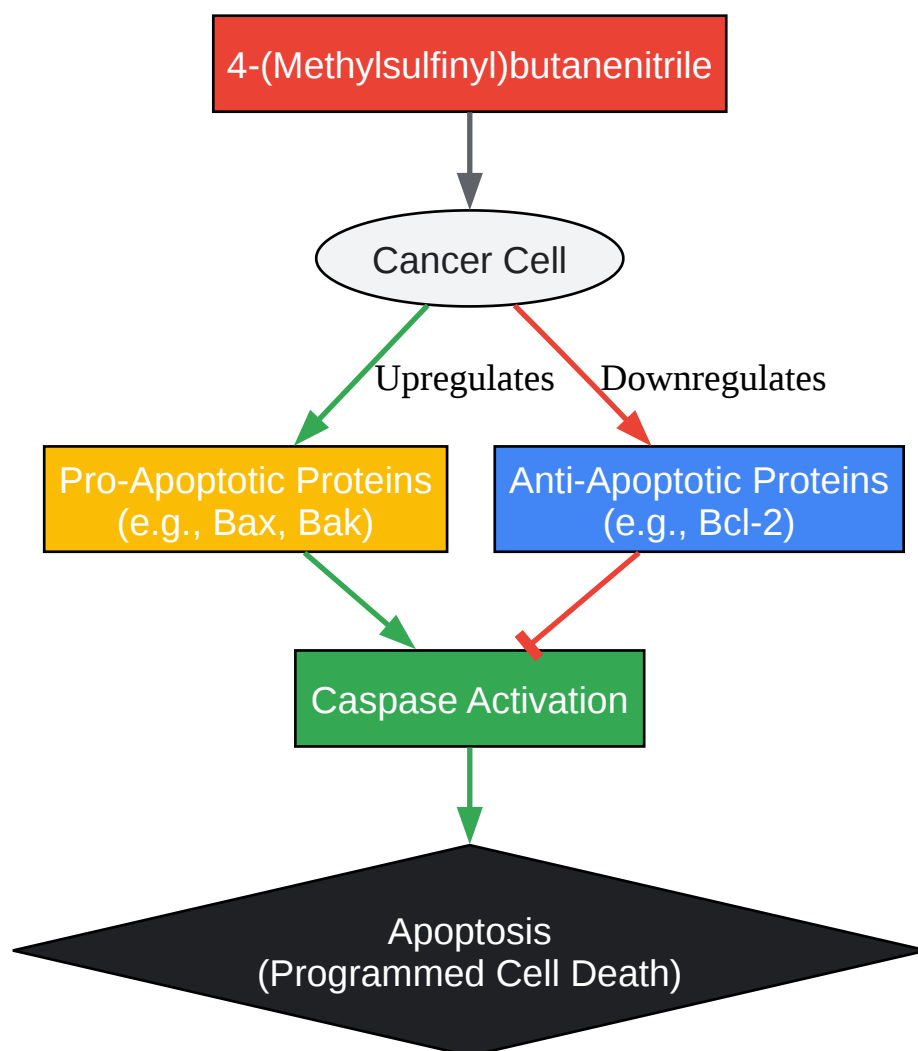 4-(Methylsulfinyl)butanenitrile
Cancer Cell
Upregulates
Downregulates
Pro-Apoptotic Proteins
(e.g., Bax, Bak)
Anti-Apoptotic Proteins
(e.g., Bcl-2)
Caspase Activation
Apoptosis
(Programmed Cell Death)